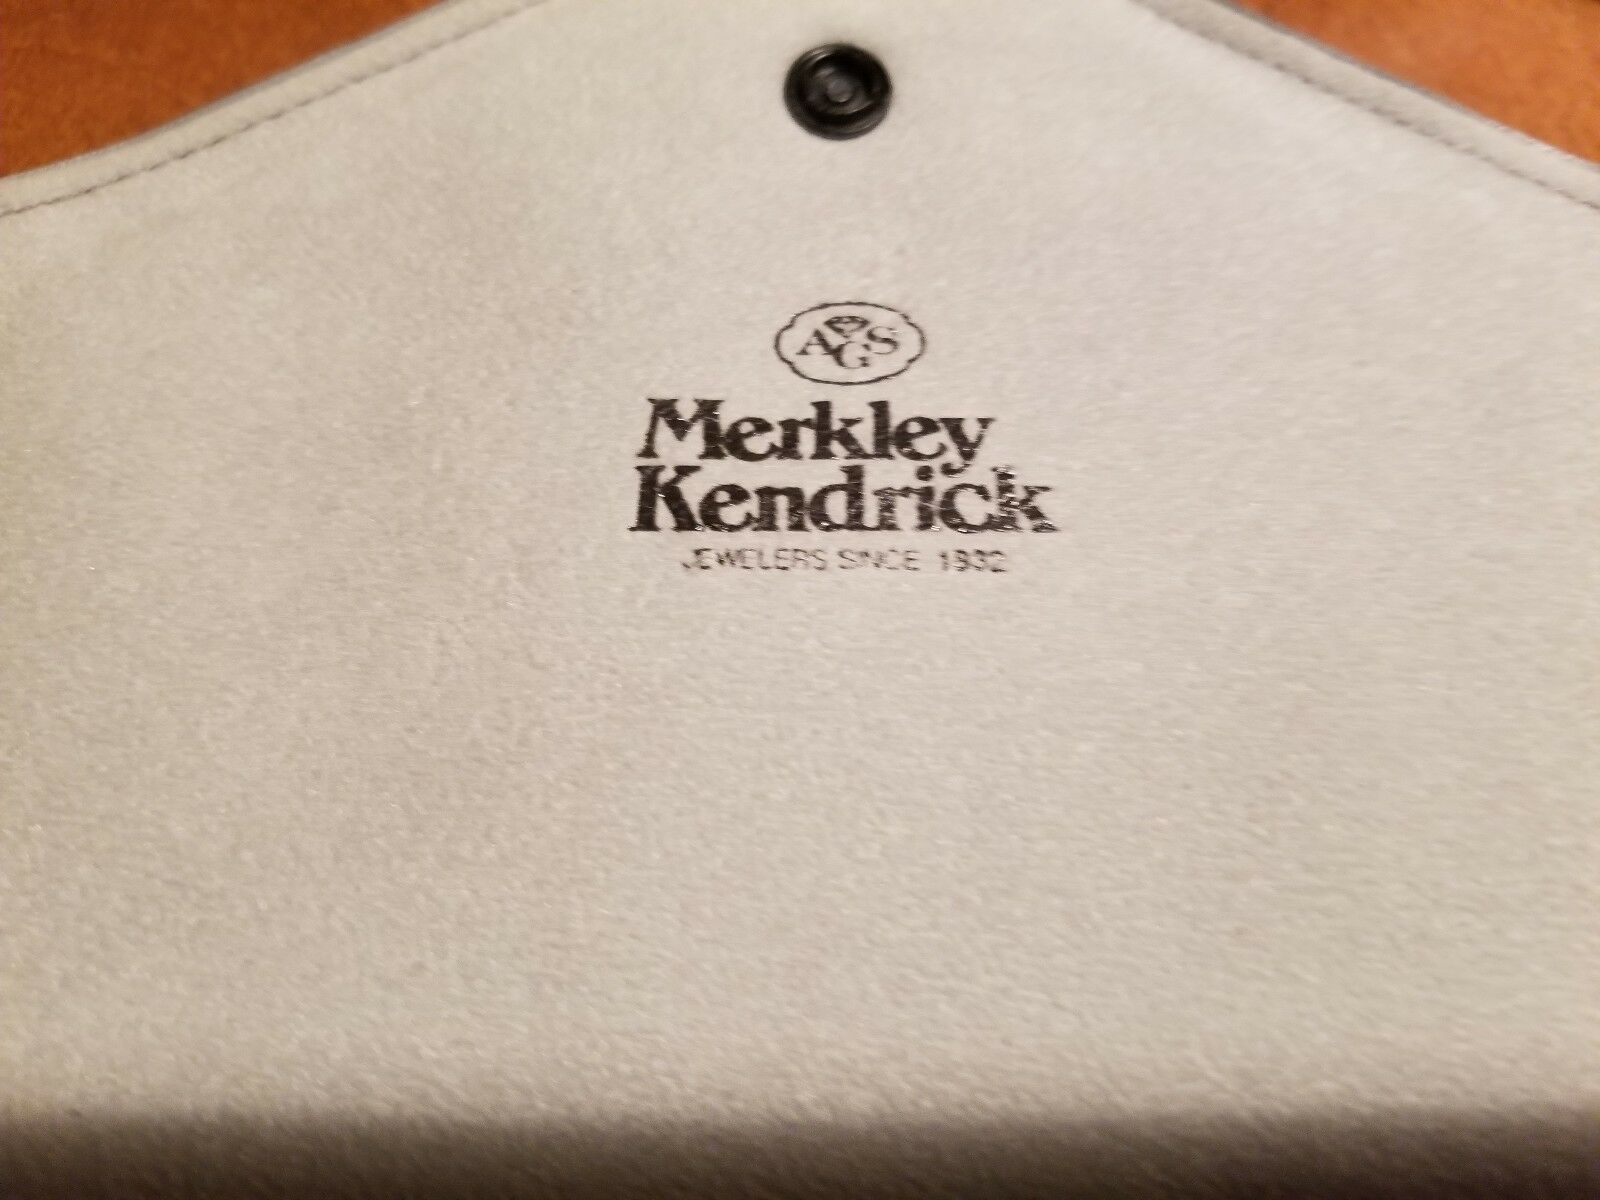 AGS
Merkley
Kendrick
JEWELERS SINCE 1932